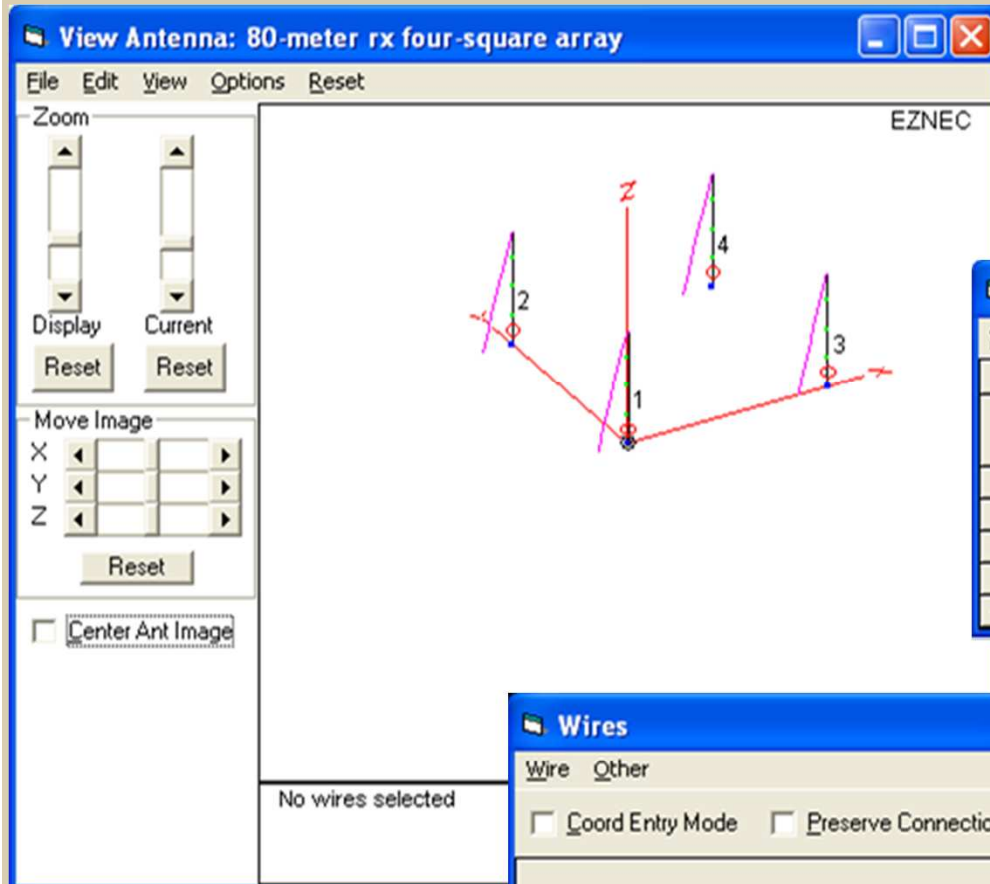 View Antenna: 80-meter rx four-square array
File Edit View Options Reset
Zoom
Display Current
Reset Reset
Move Image
X
Y
Z
Reset
Center Ant Image
EZNEC
Z
4
2
Y
3
X
1
No wires selected
Wires
Wire Other
Coord Entry Mode Preserve Connectio